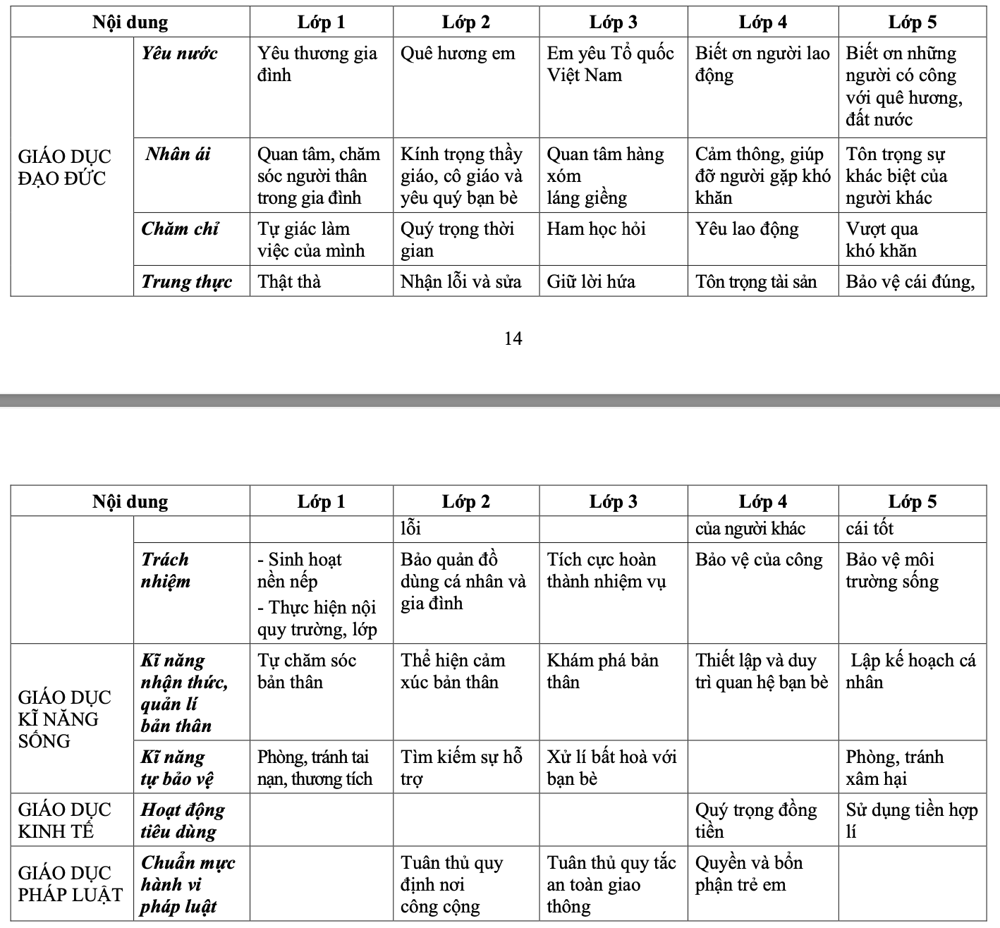 Nội dung
Lớp 1
Lớp 2
Lớp 3
Lớp 4
Lớp 5
GIÁO DỤC
ĐẠO ĐỨC
Yêu nước
Yêu thương gia
đình
Quê hương em
Em yêu Tổ quốc
Việt Nam
Biết ơn người lao
động
Biết ơn những
người có công
với quê hương,
đất nước
Nhân ái
Quan tâm, chăm
sóc người thân
trong gia đình
Kính trọng thầy
giáo, cô giáo và
yêu quý bạn bè
Quan tâm hàng
xóm
láng giềng
Cảm thông, giúp
đỡ người gặp khó
khăn
Tôn trọng sự
khác biệt của
người khác
Chăm chỉ
Tự giác làm
việc của mình
Quý trọng thời
gian
Ham học hỏi
Yêu lao động
Vượt qua
khó khăn
Trung thực
Thật thà
Nhận lỗi và sửa
Giữ lời hứa
Tôn trọng tài sản
Bảo vệ cái đúng,
14
Nội dung
Lớp 1
Lớp 2
Lớp 3
Lớp 4
Lớp 5
lỗi
của người khác
cái tốt
Trách
nhiệm
- Sinh hoạt
nền nếp
- Thực hiện nội
quy trường, lớp
Bảo quản đồ
dùng cá nhân và
gia đình
Tích cực hoàn
thành nhiệm vụ
Bảo vệ của công
Bảo vệ môi
trường sống
GIÁO DỤC
KĨ NĂNG
SỐNG
Kĩ năng
nhận thức,
quản lí
bản thân
Tự chăm sóc
bản thân
Thể hiện cảm
xúc bản thân
Khám phá bản
thân
Thiết lập và duy
trì quan hệ bạn bè
Lập kế hoạch cá
nhân
Kĩ năng
tự bảo vệ
Phòng, tránh tai
nạn, thương tích
Tìm kiếm sự hỗ
trợ
Xử lí bất hoà với
bạn bè
Phòng, tránh
xâm hại
GIÁO DỤC
KINH TẾ
Hoạt động
tiêu dùng
Quý trọng đồng
tiền
Sử dụng tiền hợp
lí
GIÁO DỤC
PHÁP LUẬT
Chuẩn mực
hành vi
pháp luật
Tuân thủ quy
định nơi
công cộng
Tuân thủ quy tắc
an toàn giao
thông
Quyền và bổn
phận trẻ em